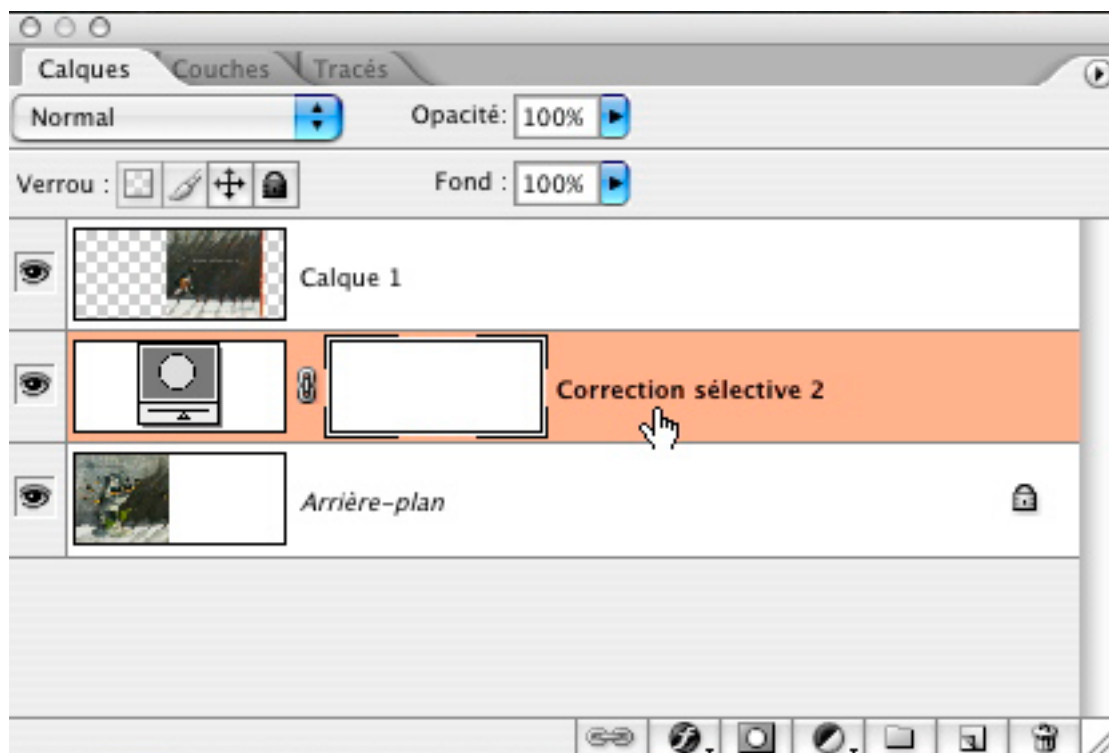 Calques Couches Tracés
Normal Opacité: 100%
Verrou : Fond : 100%
Calque 1
Correction sélective 2
Arrière-plan